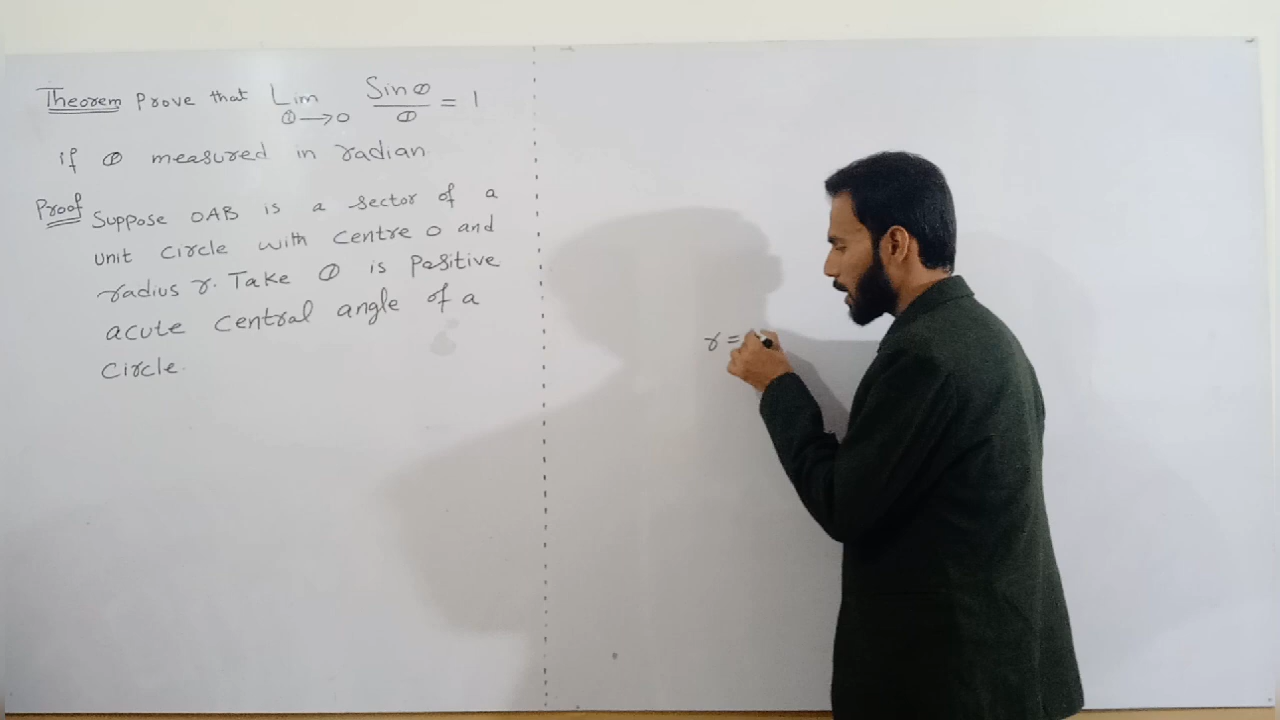 Theorem Prove that Lim Sin θ
θ → 0 θ = 1
if θ measured in radian
Proof Suppose OAB is a sector of a
unit circle with centre O and
radius r. Take θ is Positive
acute central angle of a
circle.
r =